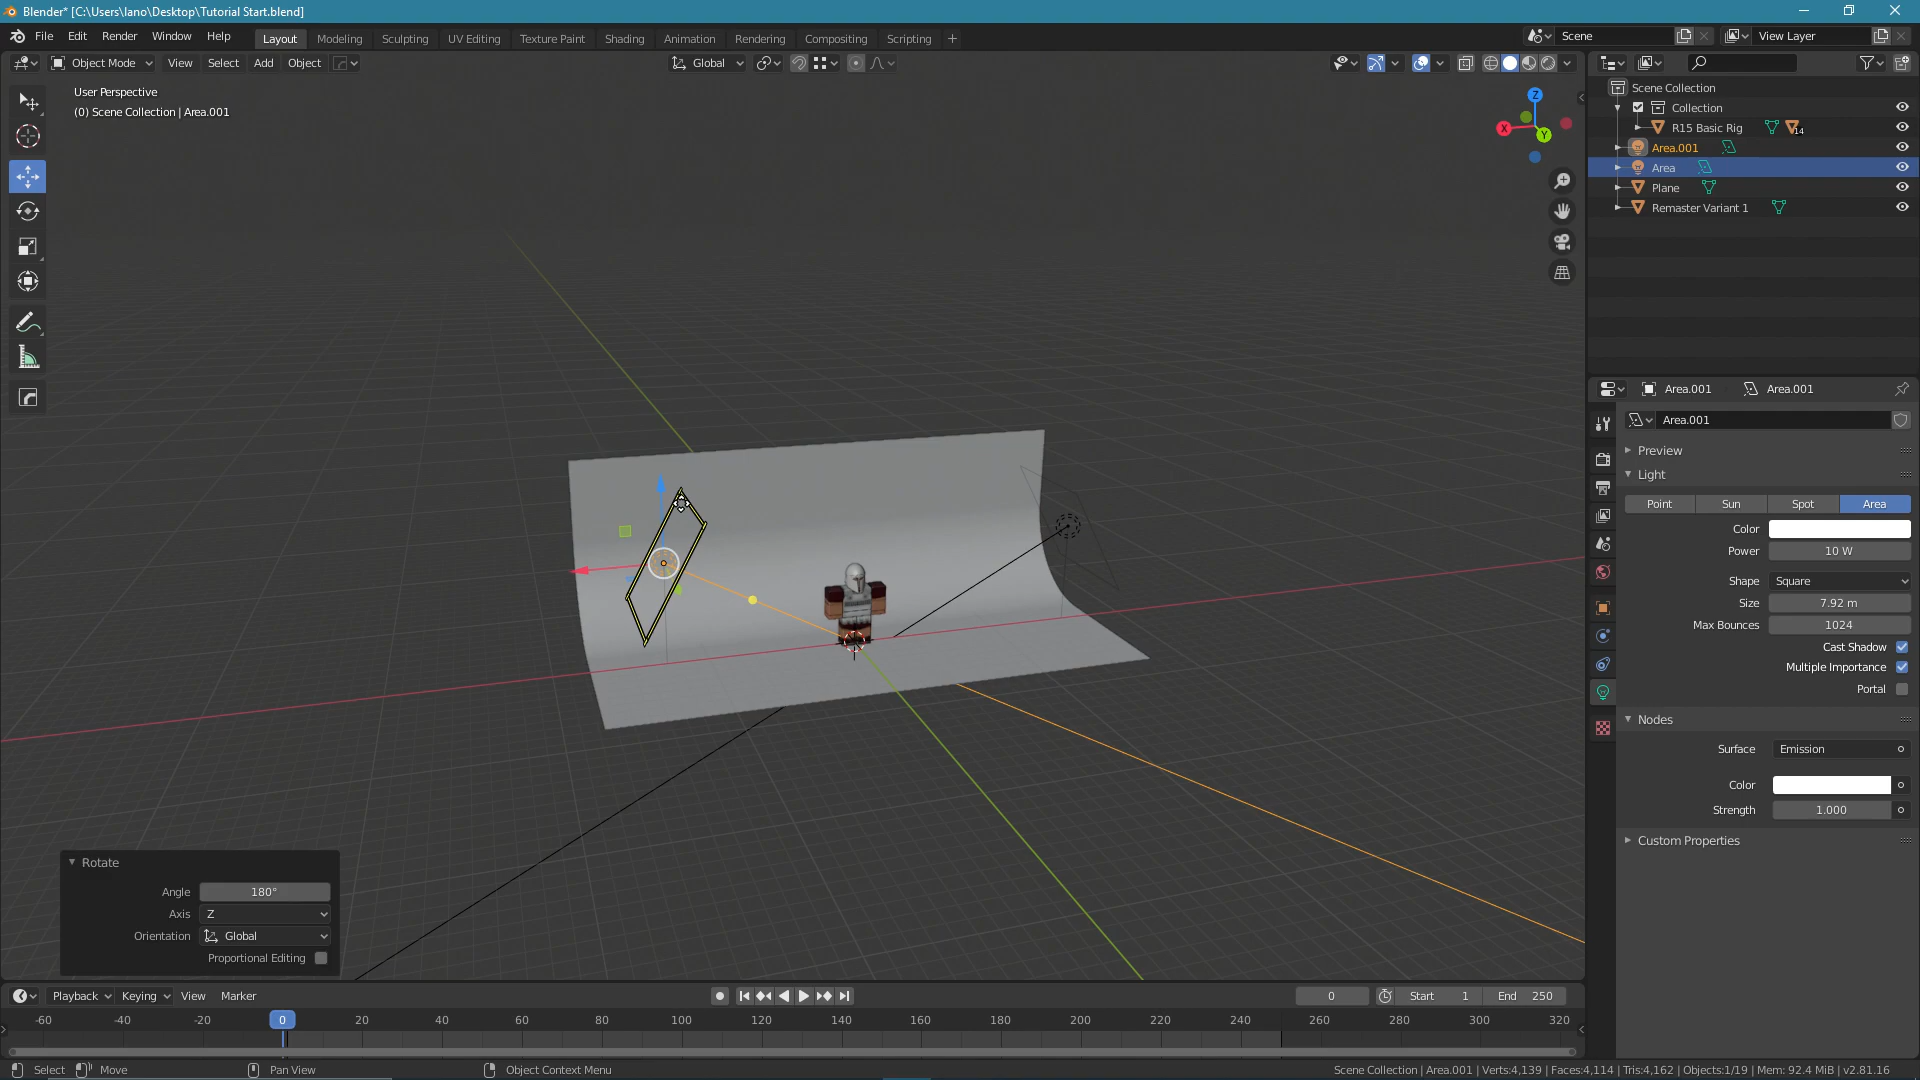 Blender* [C:\Users\lano\Desktop\Tutorial Start.blend]
File Edit Render Window Help
Layout Modeling Sculpting UV Editing Texture Paint Shading Animation Rendering Compositing Scripting +
Scene
View Layer
Object Mode View Select Add Object
Global
User Perspective
(0) Scene Collection | Area.001
Z
X
Y
Scene Collection
Collection
R15 Basic Rig
14
Area.001
Area
Plane
Remaster Variant 1
Area.001 Area.001
Area.001
Preview
Light
Point Sun Spot Area
Color
Power 10 W
Shape Square
Size 7.92 m
Max Bounces 1024
Cast Shadow
Multiple Importance
Portal
Nodes
Surface Emission
Color
Strength 1.000
Custom Properties
Rotate
Angle 180°
Axis Z
Orientation Global
Proportional Editing
Playback Keying View Marker
0
Start 1
End 250
-60 -40 -20 0 20 40 60 80 100 120 140 160 180 200 220 240 260 280 300 320
Select Move Pan View Object Context Menu
Scene Collection | Area.001 | Verts:4,139 | Faces:4,114 | Tris:4,162 | Objects:1/19 | Mem: 92.4 MiB | v2.81.16